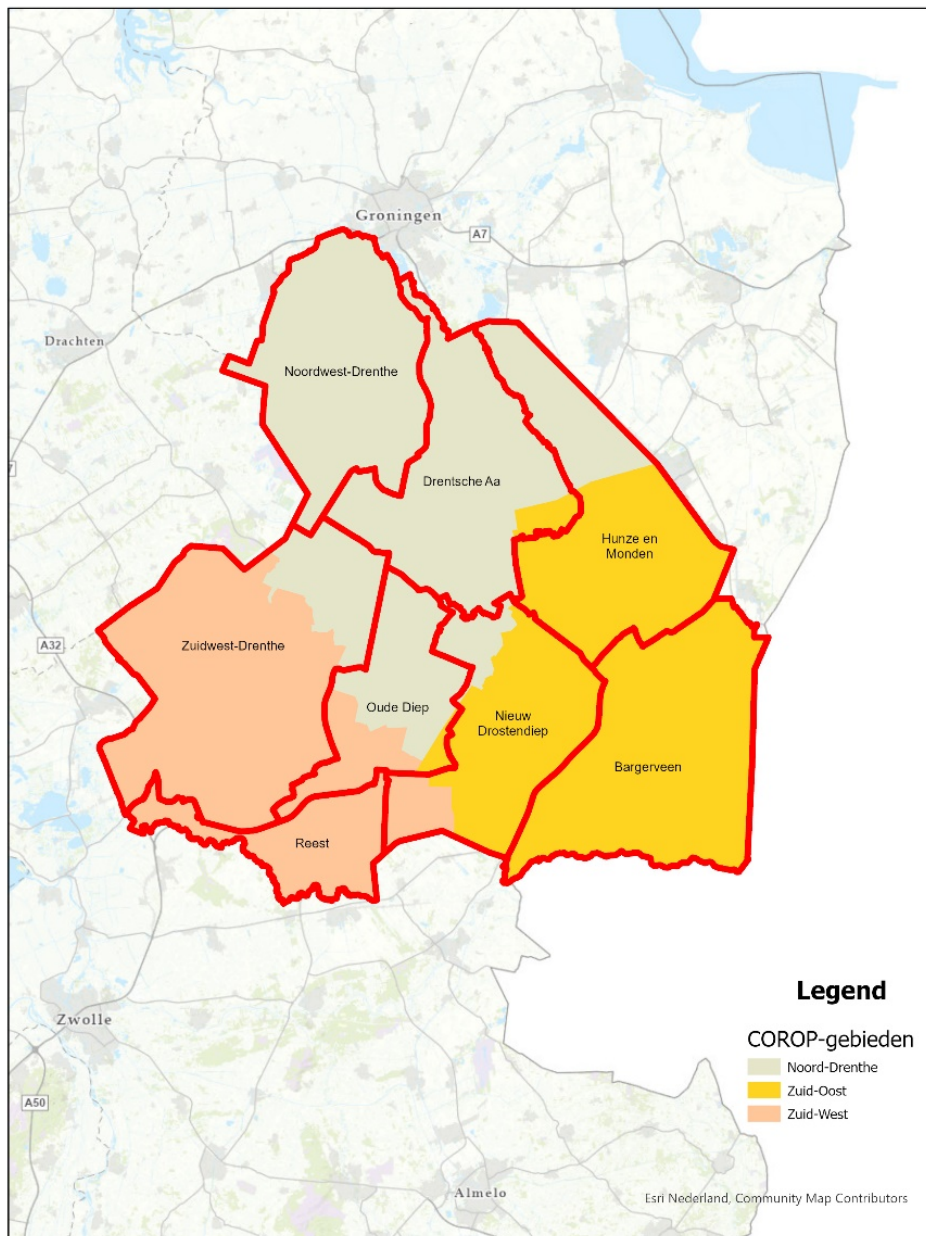 Groningen
A7
Drachten
Noordwest-Drenthe
Drentsche Aa
Hunze en
Monden
A32
Zuidwest-Drenthe
Oude Diep
Nieuw
Drostendiep
Bargerveen
Reest
Legend
Zwolle
COROP-gebieden
Noord-Drenthe
Zuid-Oost
A50
Zuid-West
Almelo
Esri Nederland, Community Map Contributors